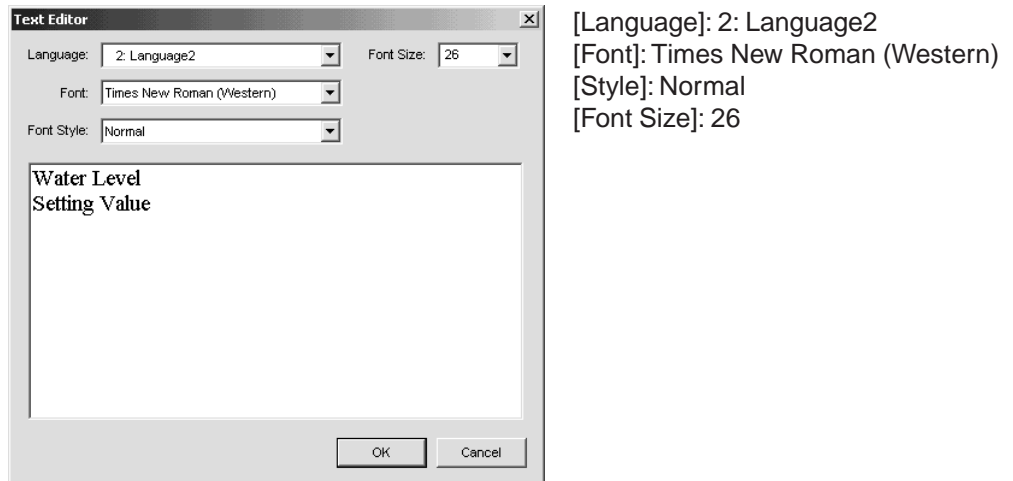 Text Editor
Language: 2: Language2 Font Size: 26
Font: Times New Roman (Western)
Font Style: Normal
Water Level
Setting Value
OK Cancel
[Language]: 2: Language2
[Font]: Times New Roman (Western)
[Style]: Normal
[Font Size]: 26